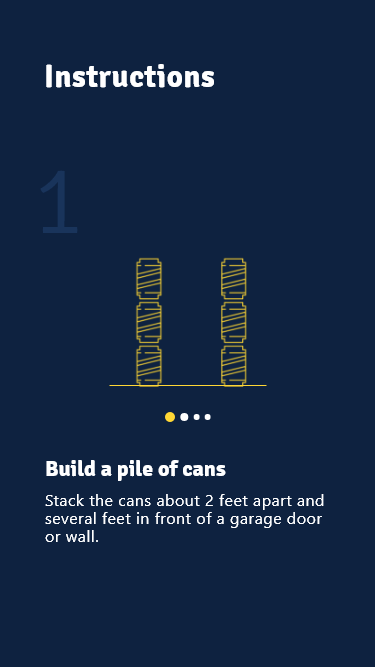 Instructions
1
Build a pile of cans
Stack the cans about 2 feet apart and
several feet in front of a garage door
or wall.